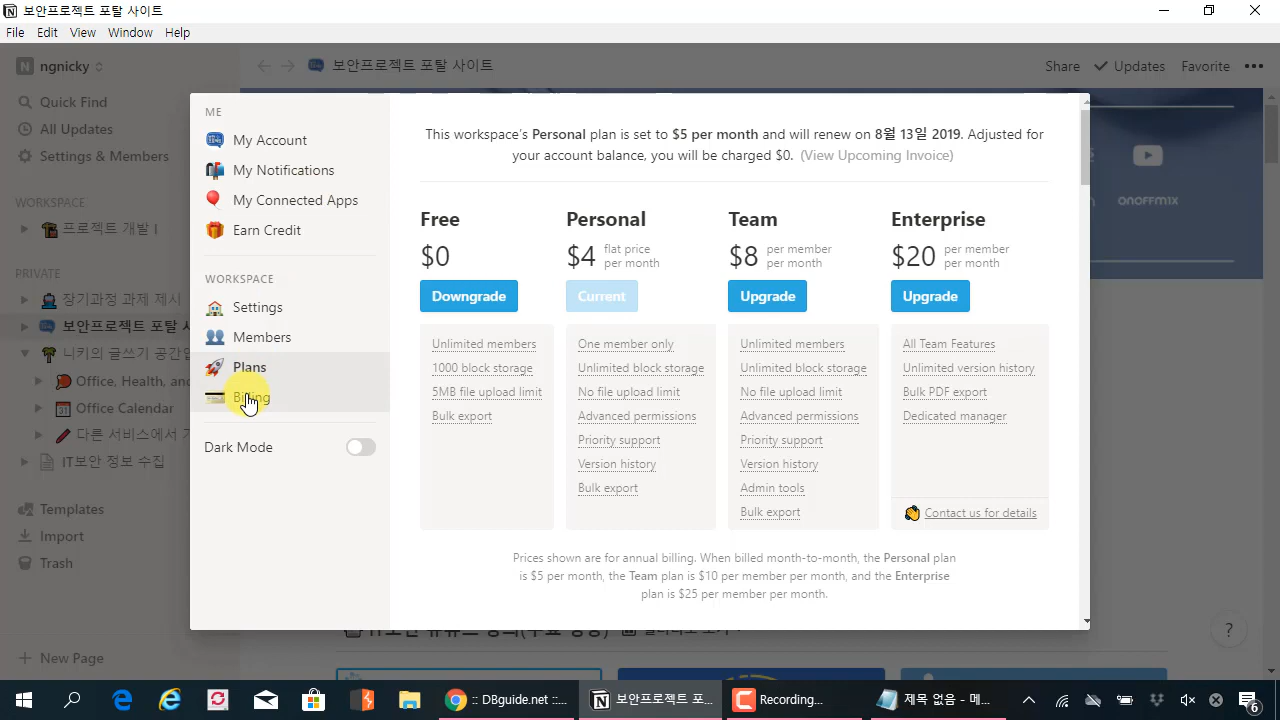 보안프로젝트 포탈 사이트
File Edit View Window Help
ngnicky
보안프로젝트 포탈 사이트
Share
Updates
Favorite
Quick Find
All Updates
Settings & Members
WORKSPACE
프로젝트 개발 I
PRIVATE
장기과정 과제 제시
보안프로젝트 포탈 사
니키의 글쓰기 공간입
Office, Health, and
Office Calendar
다른 서비스에서 가
IT보안 정보 수집
Templates
Import
Trash
New Page
ME
My Account
My Notifications
My Connected Apps
Earn Credit
WORKSPACE
Settings
Members
Plans
Billing
Dark Mode
This workspace's Personal plan is set to $5 per month and will renew on 8월 13일 2019. Adjusted for
your account balance, you will be charged $0. (View Upcoming Invoice)
Free
$0
Downgrade
Unlimited members
1000 block storage
5MB file upload limit
Bulk export
Personal
$4 flat price
per month
Current
One member only
Unlimited block storage
No file upload limit
Advanced permissions
Priority support
Version history
Bulk export
Team
$8 per member
per month
Upgrade
Unlimited members
Unlimited block storage
No file upload limit
Advanced permissions
Priority support
Version history
Admin tools
Bulk export
Enterprise
$20 per member
per month
Upgrade
All Team Features
Unlimited version history
Bulk PDF export
Dedicated manager
Contact us for details
Prices shown are for annual billing. When billed month-to-month, the Personal plan
is $5 per month, the Team plan is $10 per member per month, and the Enterprise
plan is $25 per member per month.
ONOFFMIX
?
:: DBguide.net ::...
보안프로젝트 포...
Recording...
제목 없음 - 메...
6